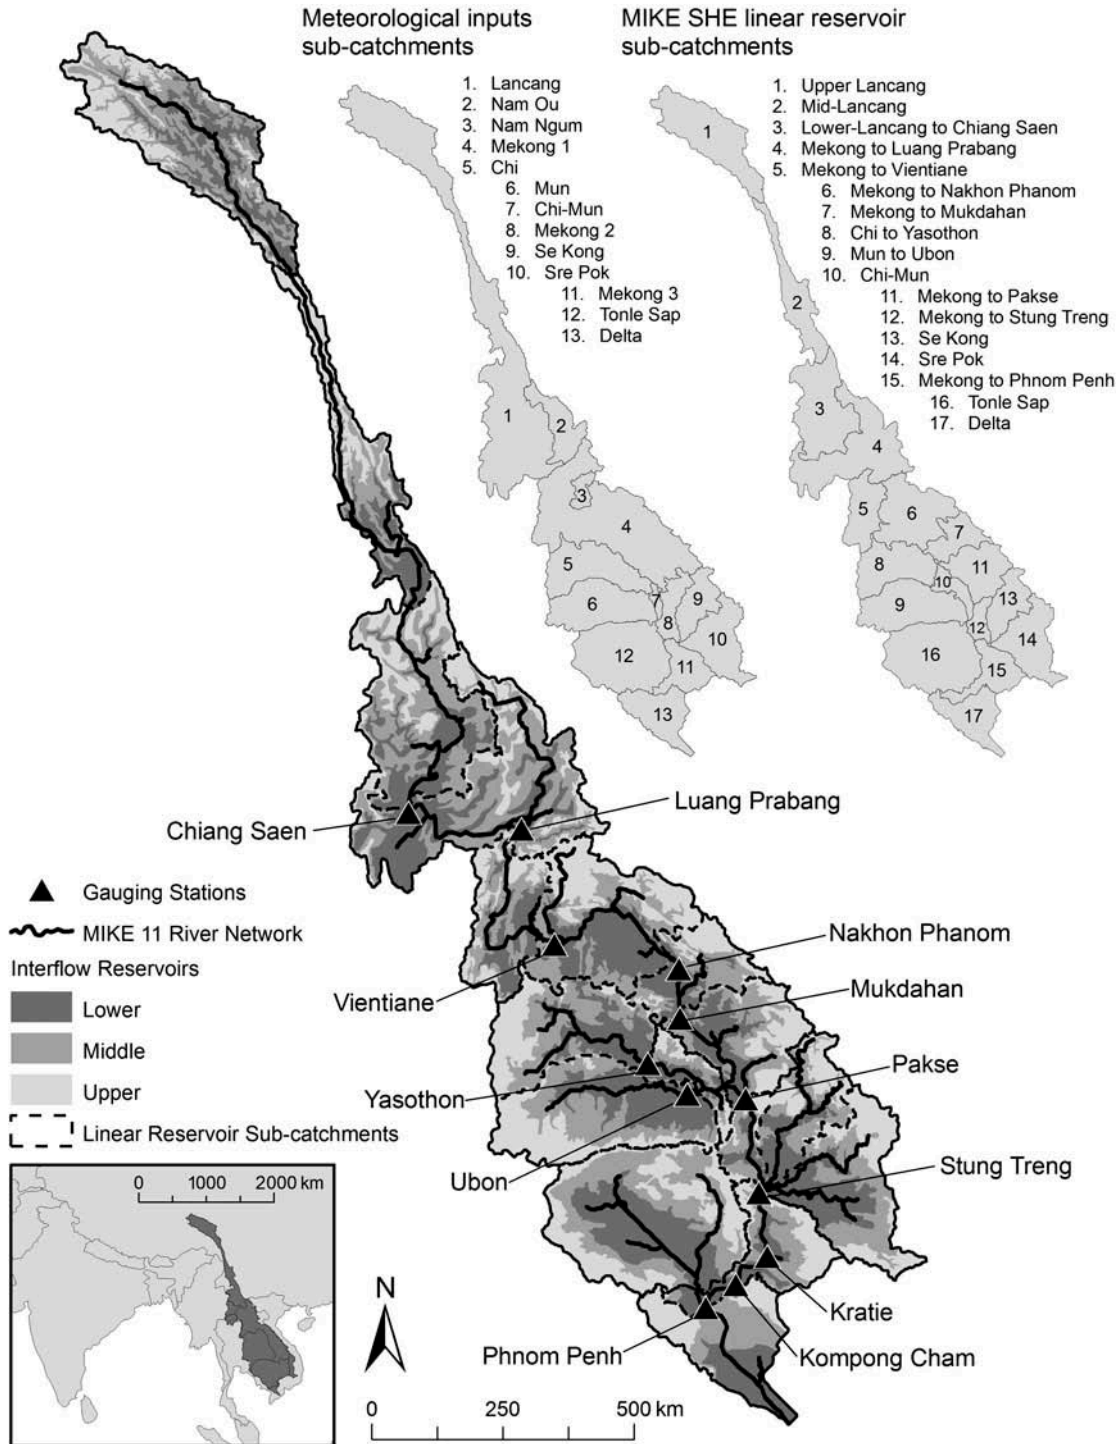 Meteorological inputs
sub-catchments
1. Lancang
2. Nam Ou
3. Nam Ngum
4. Mekong 1
5. Chi
6. Mun
7. Chi-Mun
8. Mekong 2
9. Se Kong
10. Sre Pok
11. Mekong 3
12. Tonle Sap
13. Delta
MIKE SHE linear reservoir
sub-catchments
1. Upper Lancang
2. Mid-Lancang
3. Lower-Lancang to Chiang Saen
4. Mekong to Luang Prabang
5. Mekong to Vientiane
6. Mekong to Nakhon Phanom
7. Mekong to Mukdahan
8. Chi to Yasothon
9. Mun to Ubon
10. Chi-Mun
11. Mekong to Pakse
12. Mekong to Stung Treng
13. Se Kong
14. Sre Pok
15. Mekong to Phnom Penh
16. Tonle Sap
17. Delta
1
2
3
4
5
6
7
8
9
10
11
12
13
1
2
3
4
5
6
7
8
9
10
11
12
13
14
15
16
17
Luang Prabang
Chiang Saen
Nakhon Phanom
Vientiane
Mukdahan
Yasothon
Pakse
Ubon
Stung Treng
Kratie
Phnom Penh
Kompong Cham
Gauging Stations
MIKE 11 River Network
Interflow Reservoirs
Lower
Middle
Upper
Linear Reservoir Sub-catchments
0 1000 2000 km
N
0 250 500 km